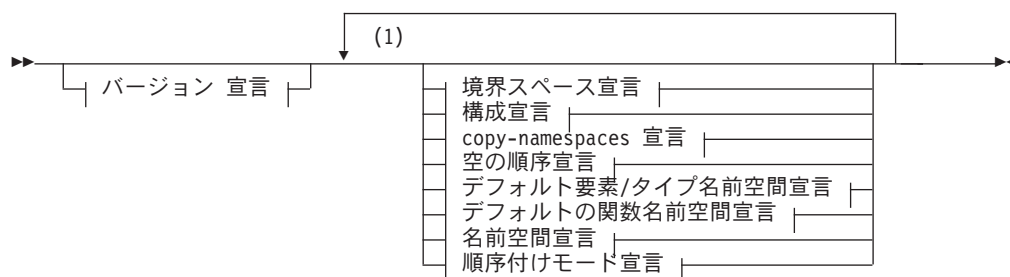 (1)
バージョン 宣言
境界スペース宣言
構成宣言
copy-namespaces 宣言
空の順序宣言
デフォルト要素/タイプ名前空間宣言
デフォルトの関数名前空間宣言
名前空間宣言
順序付けモード宣言